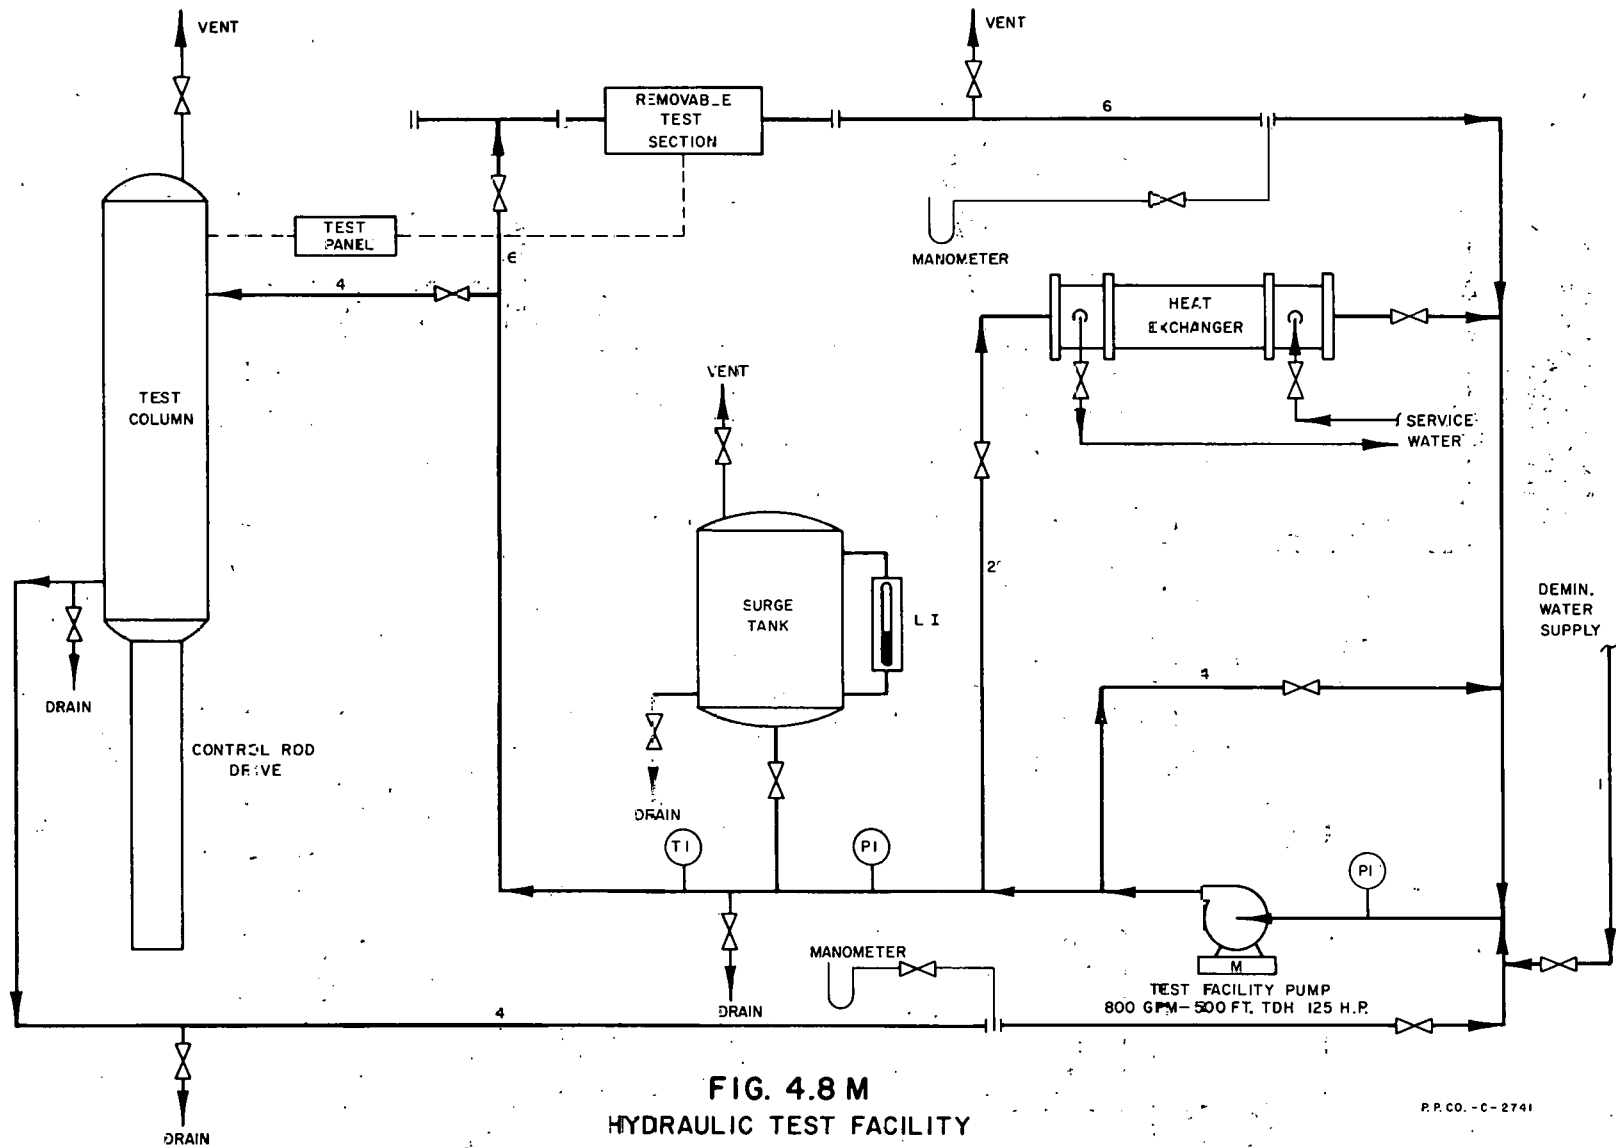 VENT
VENT
REMOVABLE
TEST
SECTION
6
TEST
PANEL
6
MANOMETER
4
HEAT
EXCHANGER
VENT
TEST
COLUMN
SERVICE
WATER
2
SURGE
TANK
L I
DEMIN.
WATER
SUPPLY
4
DRAIN
CONTROL ROD
DRIVE
1
DRAIN
TI
PI
PI
MANOMETER
M
TEST FACILITY PUMP
800 GPM-500 FT. TDH 125 H.P.
DRAIN
4
FIG. 4.8 M
HYDRAULIC TEST FACILITY
P.P.CO.-C-2741
DRAIN